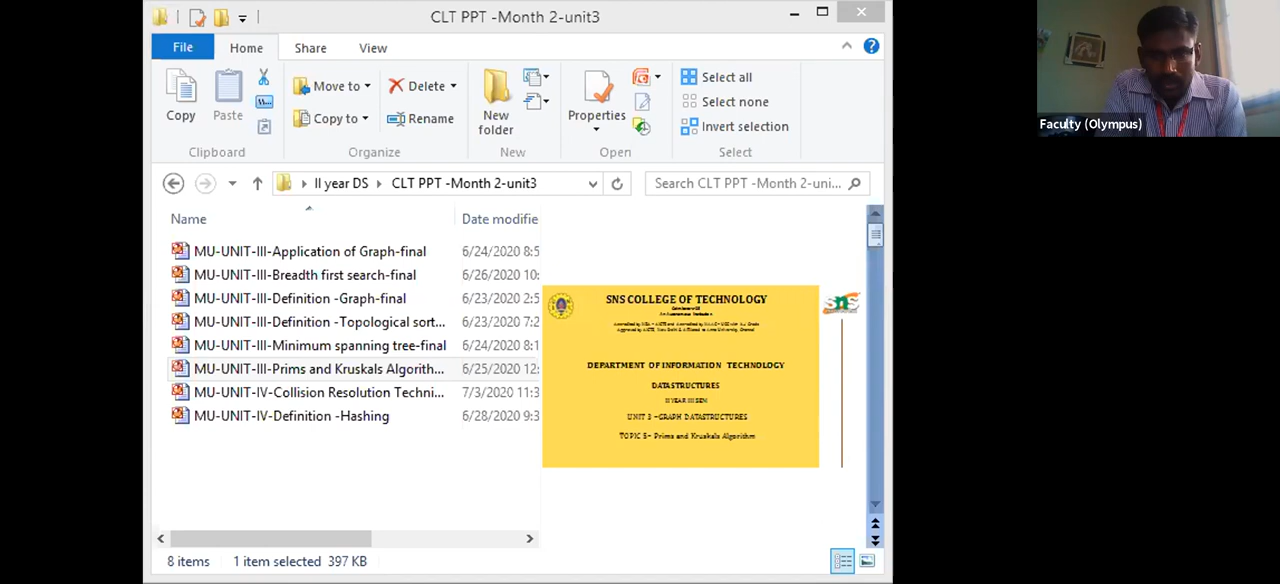 CLT PPT -Month 2-unit3
File Home Share View
Copy
Paste
Move to
Copy to
Delete
Rename
New folder
Properties
Select all
Select none
Invert selection
Clipboard Organize New Open Select
II year DS CLT PPT -Month 2-unit3
Search CLT PPT -Month 2-uni...
Name Date modifie
MU-UNIT-III-Application of Graph-final 6/24/2020 8:5
MU-UNIT-III-Breadth first search-final 6/26/2020 10:
MU-UNIT-III-Definition -Graph-final 6/23/2020 2:5
MU-UNIT-III-Definition -Topological sort... 6/23/2020 7:2
MU-UNIT-III-Minimum spanning tree-final 6/24/2020 8:1
MU-UNIT-III-Prims and Kruskals Algorith... 6/25/2020 12:
MU-UNIT-IV-Collision Resolution Techni... 7/3/2020 11:3
MU-UNIT-IV-Definition -Hashing 6/28/2020 9:3
SNS COLLEGE OF TECHNOLOGY
An Autonomous Institution
DEPARTMENT OF INFORMATION TECHNOLOGY
DATASTRUCTURES
II YEAR III SEM
UNIT 3 -GRAPH DATASTRUCTURES
TOPIC 5- Prims and Kruskals Algorithm
sns
8 items 1 item selected 397 KB
Faculty (Olympus)